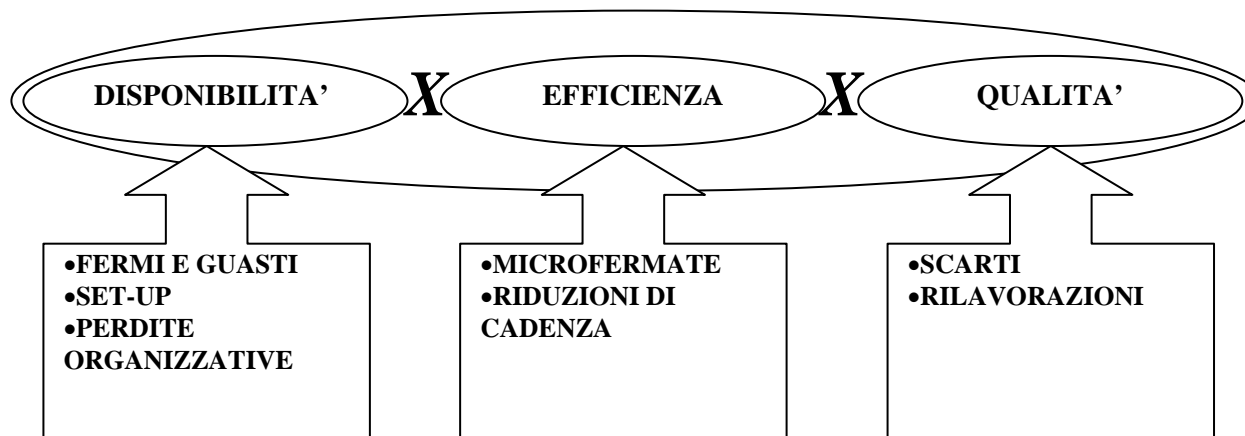 DISPONIBILITA’ X EFFICIENZA X QUALITA’
•FERMI E GUASTI
•SET-UP
•PERDITE
ORGANIZZATIVE
•MICROFERMATE
•RIDUZIONI DI
CADENZA
•SCARTI
•RILAVORAZIONI